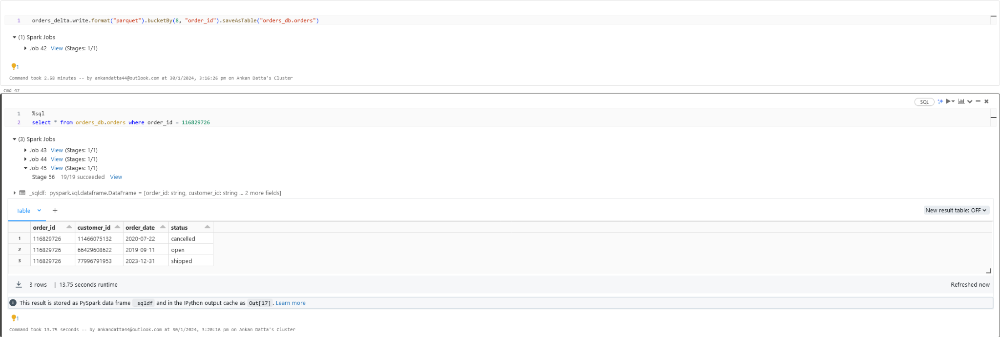 1 orders_delta.write.format("parquet").bucketBy(8, "order_id").saveAsTable("orders_db.orders")
(1) Spark Jobs
Job 42 View (Stages: 1/1)
1
Command took 2.58 minutes -- by ankandatta44@outlook.com at 30/1/2024, 3:16:26 pm on Ankan Datta's Cluster
Cmd 47
SQL
1 %sql
2 select * from orders_db.orders where order_id = 116829726
(3) Spark Jobs
Job 43 View (Stages: 1/1)
Job 44 View (Stages: 1/1)
Job 45 View (Stages: 1/1)
Stage 56 19/19 succeeded View
_sqldf: pyspark.sql.dataframe.DataFrame = [order_id: string, customer_id: string ... 2 more fields]
Table + New result table: OFF
order_id customer_id order_date status
1 116829726 11466075132 2020-07-22 cancelled
2 116829726 66429608622 2019-09-11 open
3 116829726 77996791953 2023-12-31 shipped
3 rows | 13.75 seconds runtime Refreshed now
This result is stored as PySpark data frame _sqldf and in the IPython output cache as Out[17]. Learn more
1
Command took 13.75 seconds -- by ankandatta44@outlook.com at 30/1/2024, 3:20:16 pm on Ankan Datta's Cluster